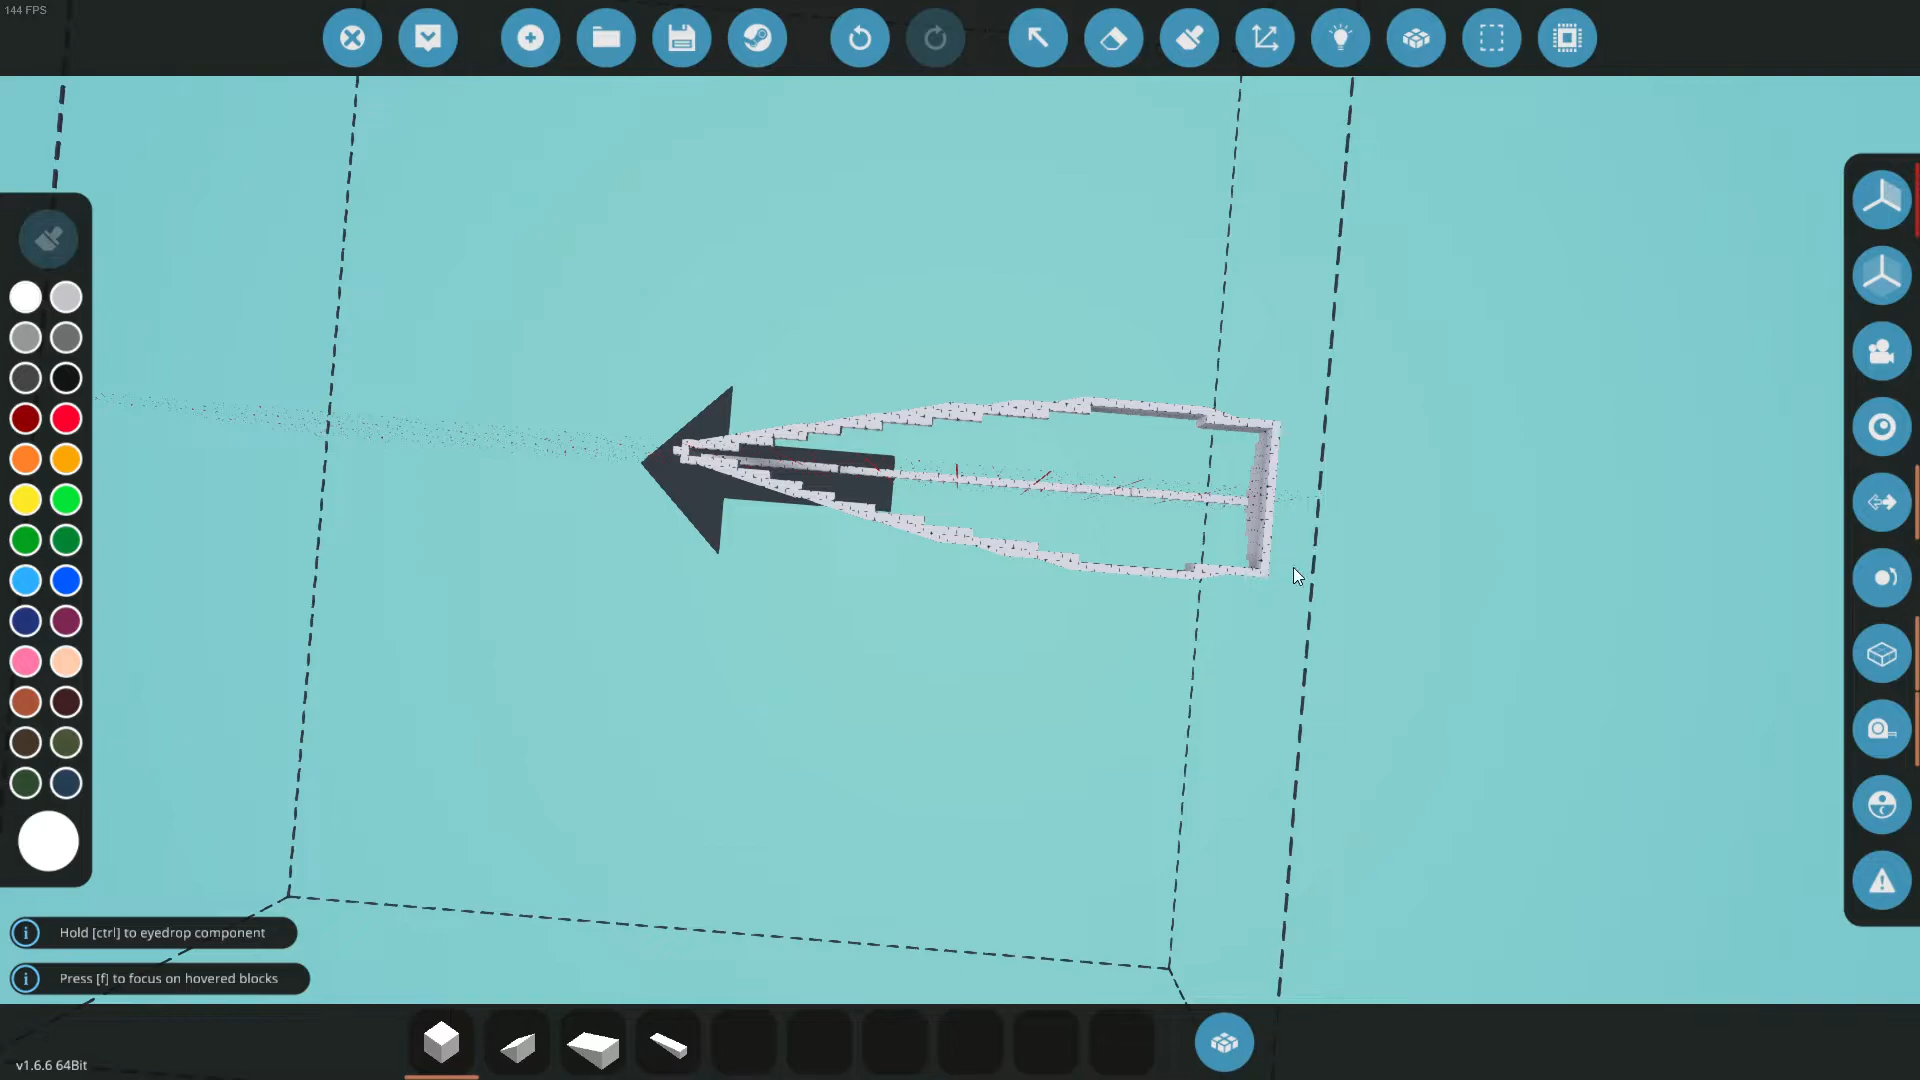 144 FPS
Hold [ctrl] to eyedrop component
Press [f] to focus on hovered blocks
v1.6.6 64Bit